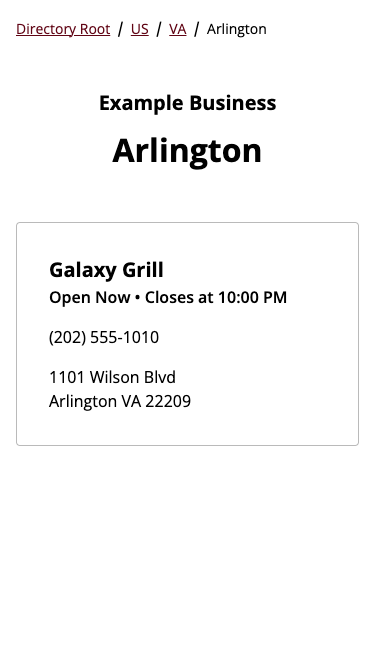 Directory Root / US / VA / Arlington
Example Business
Arlington
Galaxy Grill
Open Now • Closes at 10:00 PM
(202) 555-1010
1101 Wilson Blvd
Arlington VA 22209